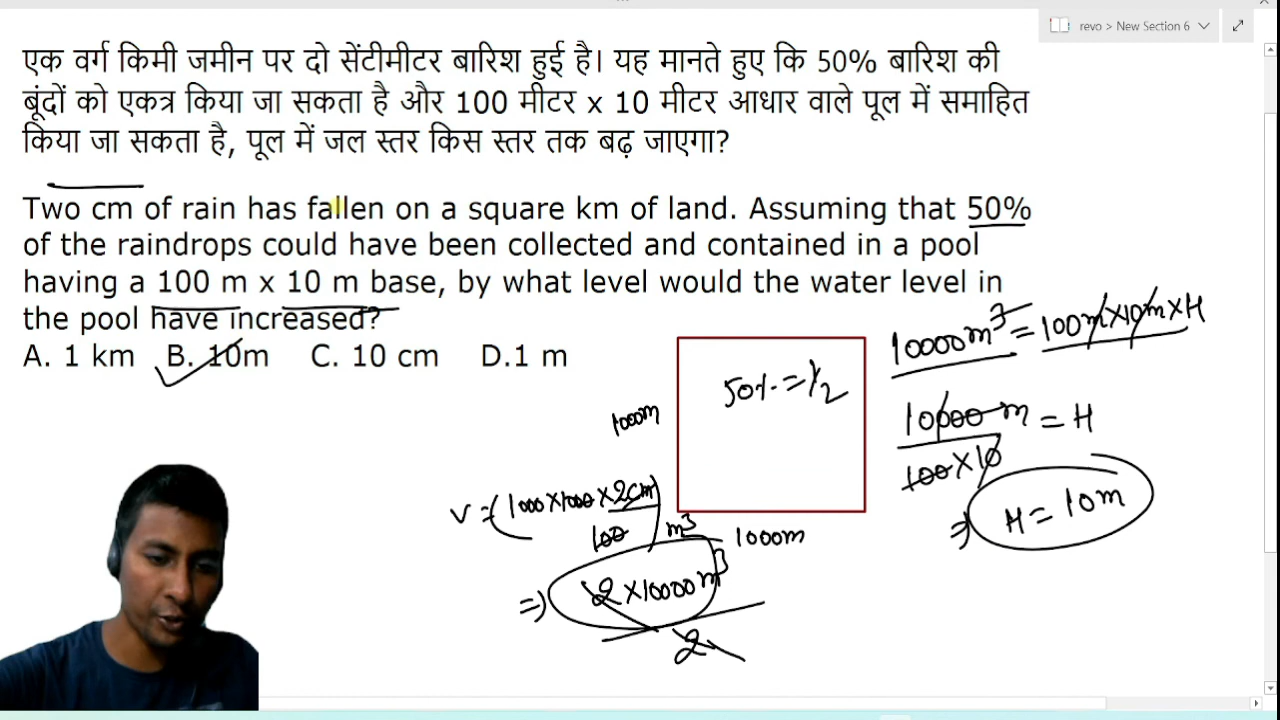 revo > New Section 6
एक वर्ग किमी जमीन पर दो सेंटीमीटर बारिश हुई है। यह मानते हुए कि 50% बारिश की
बूंदों को एकत्र किया जा सकता है और 100 मीटर x 10 मीटर आधार वाले पूल में समाहित
किया जा सकता है, पूल में जल स्तर किस स्तर तक बढ़ जाएगा?
Two cm of rain has fallen on a square km of land. Assuming that 50%
of the raindrops could have been collected and contained in a pool
having a 100 m x 10 m base, by what level would the water level in
the pool have increased?
A. 1 km B. 10m C. 10 cm D.1 m
50% = 1/2
1000m
1000m
V = (1000 × 1000 × 2cm / 100) m³
⇒ 2 × 10000 m³
2
10000 m³ = 100m × 10m × H
10000 m = H
100 × 10
⇒ H = 10m